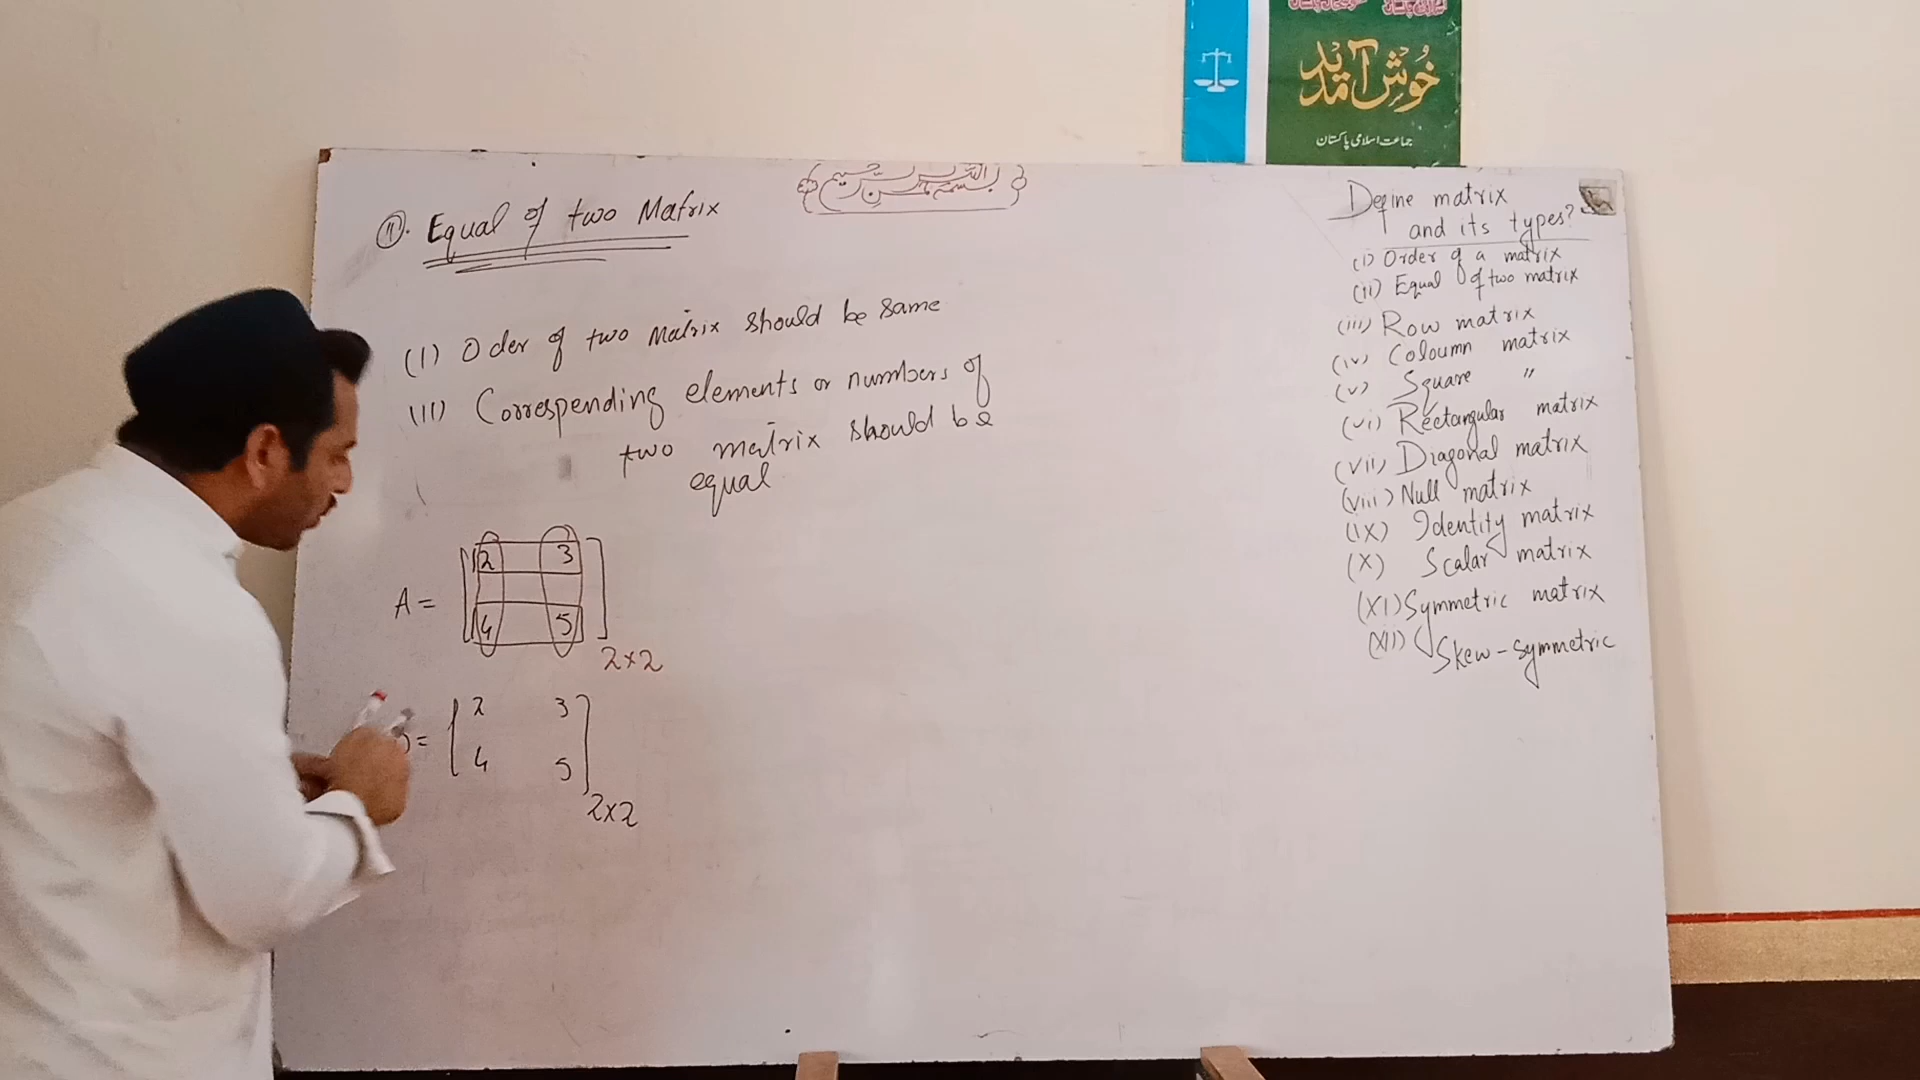 خوش آمدید
جماعت اسلامی پاکستان
(II). Equal of two Matrix
(I) Oder of two Matrix should be same
(II) Correspending elements or numbers of
two matrix should be
equal
A = [2 3
4 5]
2×2
= [2 3
4 5]
2×2
Define matrix
and its types?
(i) Order of a matrix
(ii) Equal of two matrix
(iii) Row matrix
(iv) Coloumn matrix
(v) Square "
(vi) Rectangular matrix
(vii) Diagonal matrix
(viii) Null matrix
(IX) Identity matrix
(X) Scalar matrix
(XI) Symmetric matrix
(XII) Skew-symmetric